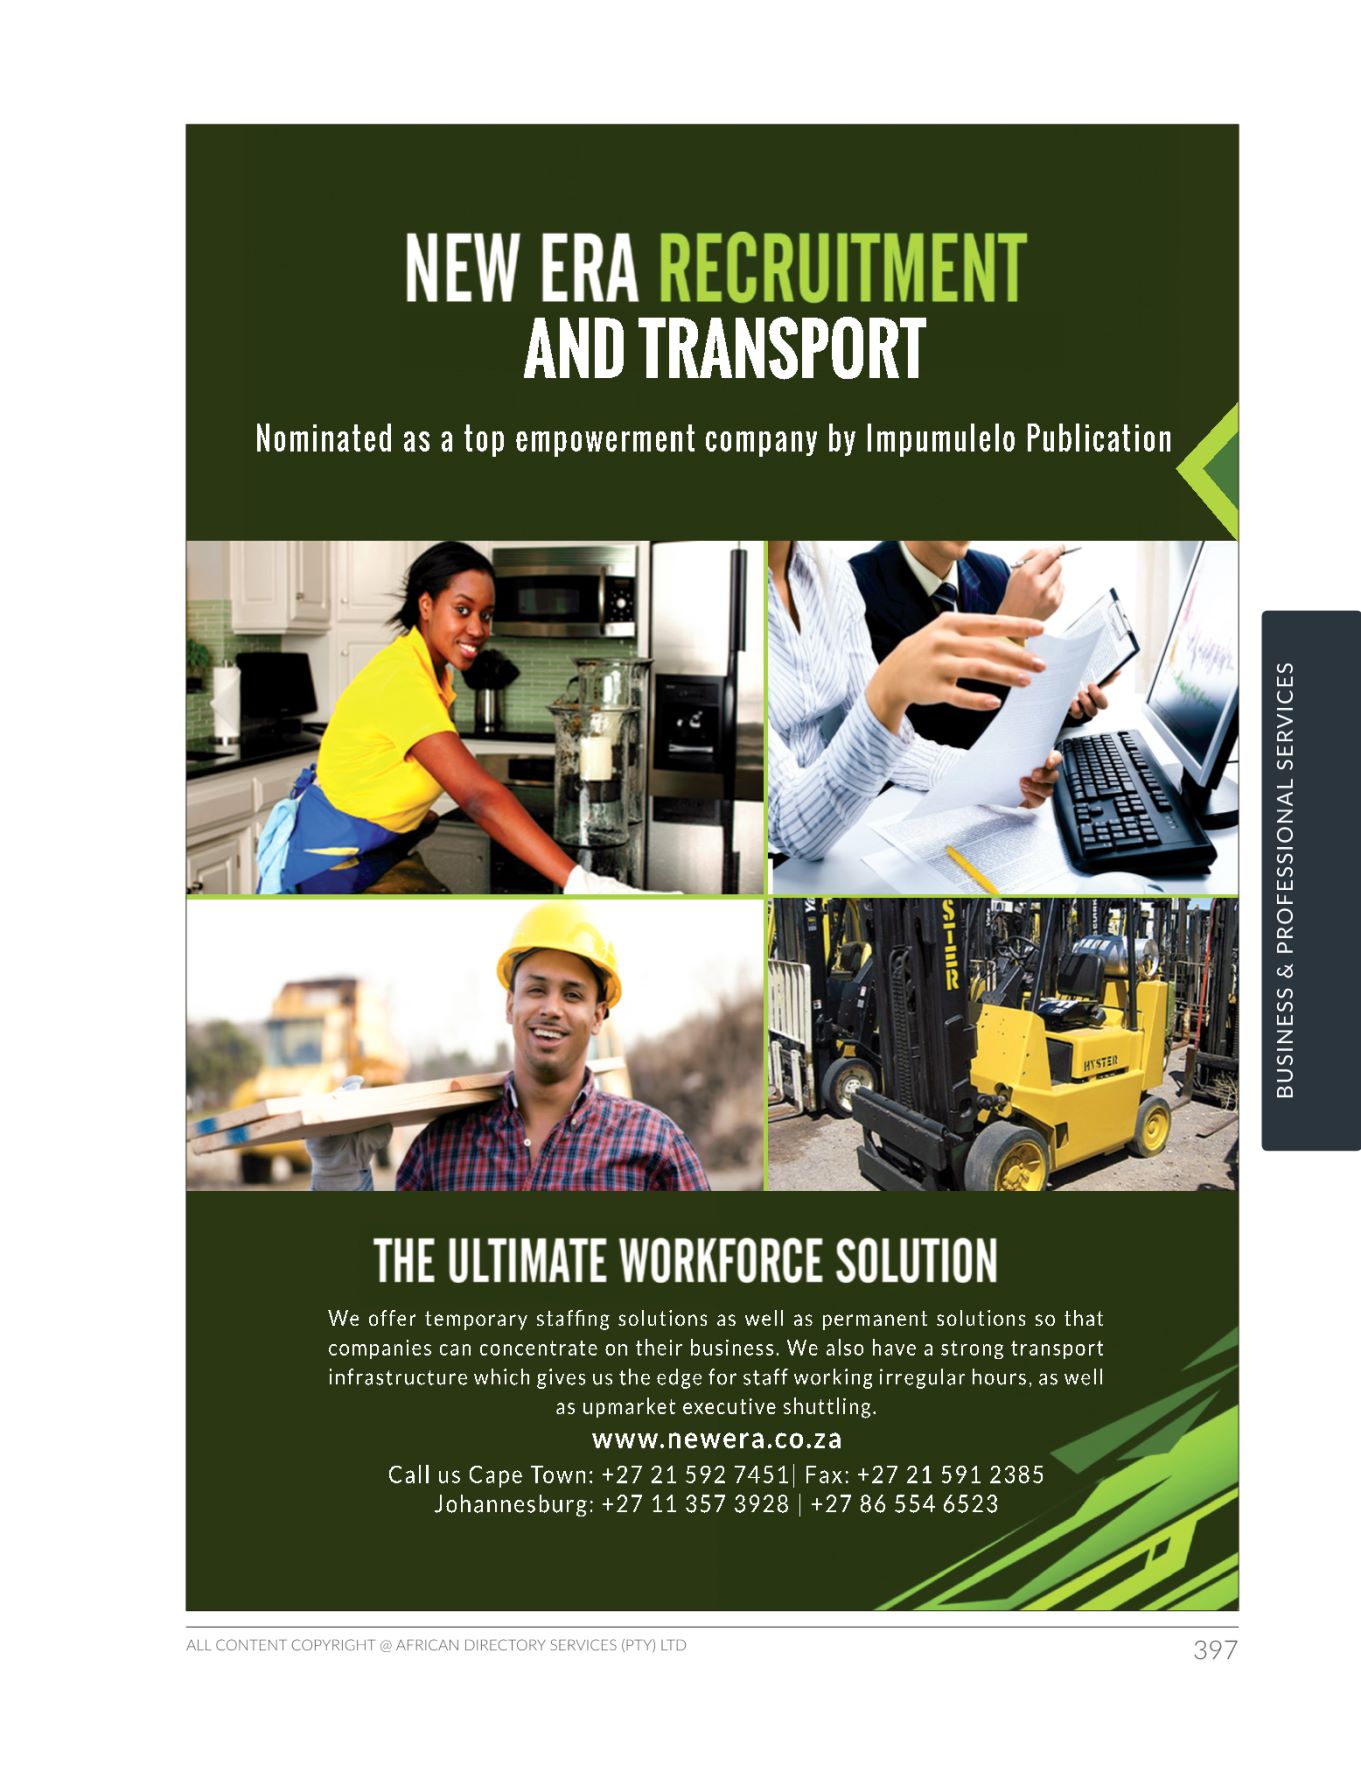 NEW ERA RECRUITMENT
AND TRANSPORT
Nominated as a top empowerment company by Impumulelo Publication
STER
HYSTER
BUSINESS & PROFESSIONAL SERVICES
THE ULTIMATE WORKFORCE SOLUTION
We offer temporary staffing solutions as well as permanent solutions so that
companies can concentrate on their business. We also have a strong transport
infrastructure which gives us the edge for staff working irregular hours, as well
as upmarket executive shuttling.
www.newera.co.za
Call us Cape Town: +27 21 592 7451| Fax: +27 21 591 2385
Johannesburg: +27 11 357 3928 | +27 86 554 6523
ALL CONTENT COPYRIGHT @ AFRICAN DIRECTORY SERVICES (PTY) LTD
397